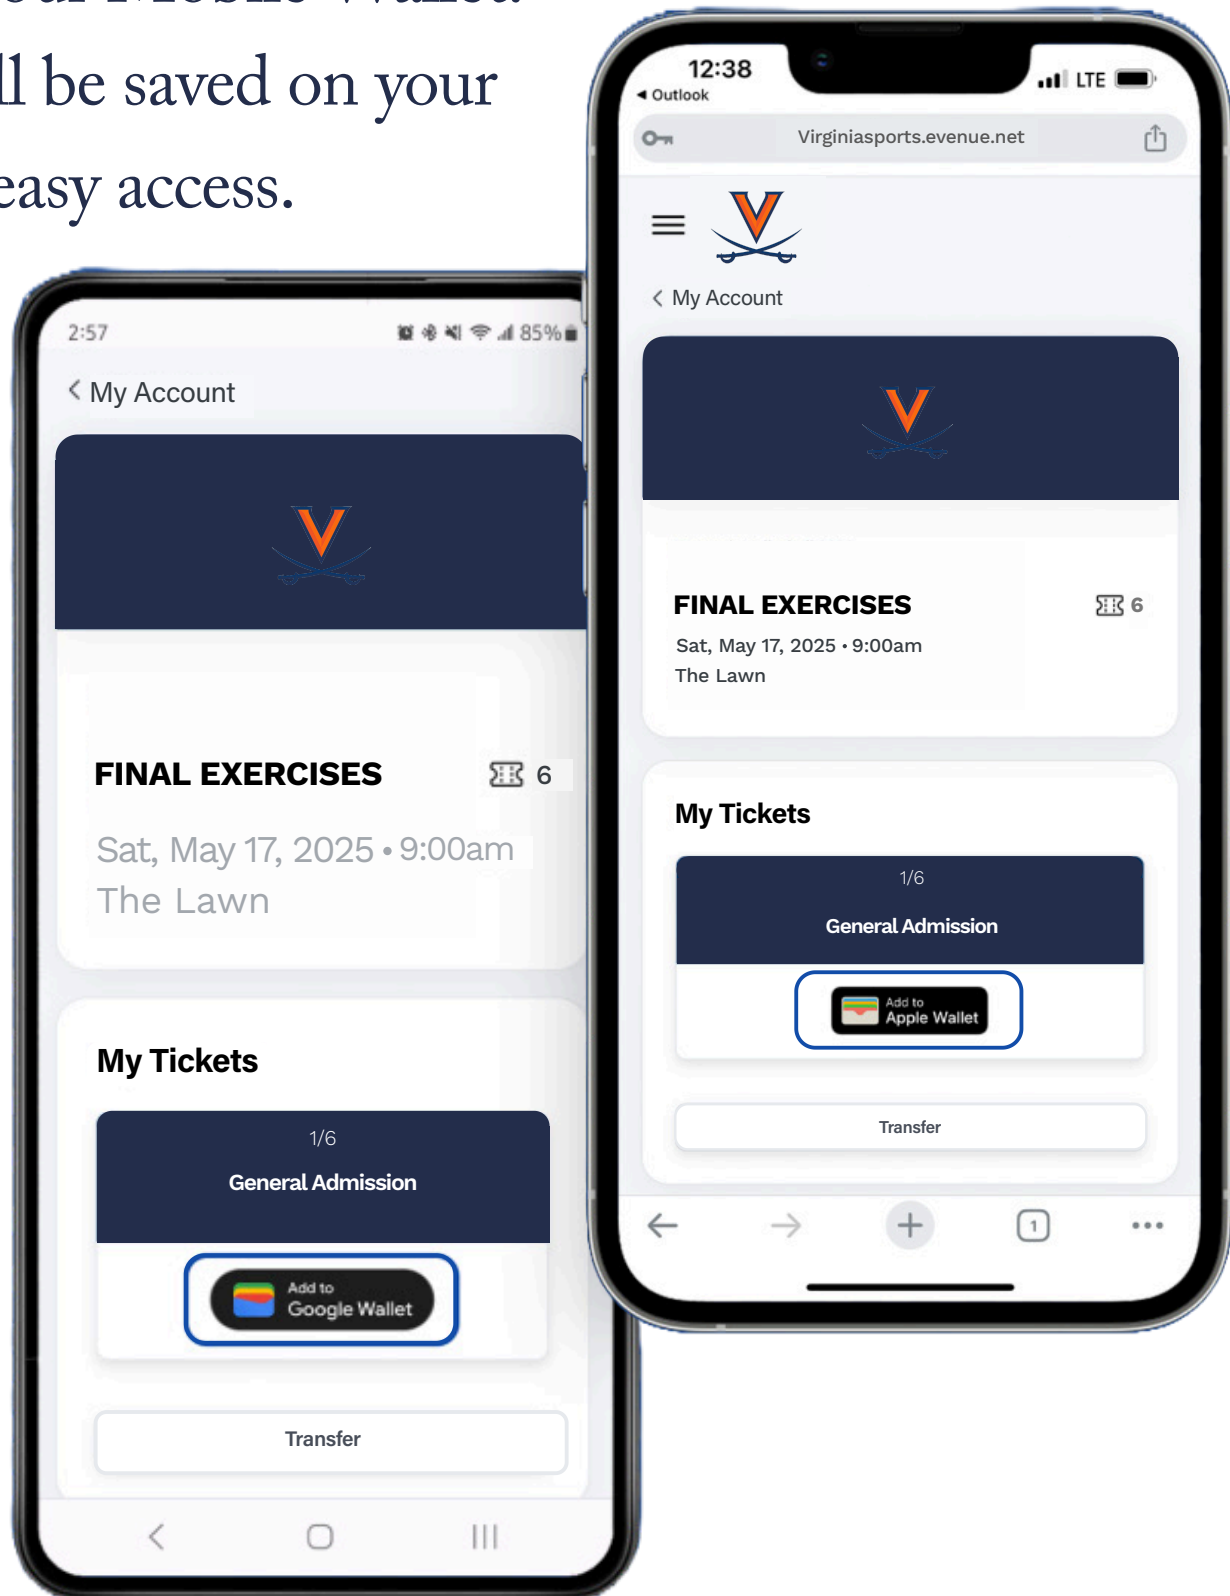 our Mobile Wallet.
ll be saved on your
easy access.
2:57
85%
My Account
FINAL EXERCISES
6
Sat, May 17, 2025 • 9:00am
The Lawn
My Tickets
1/6
General Admission
Add to
Google Wallet
Transfer
12:38
LTE
◄ Outlook
Virginiasports.evenue.net
My Account
FINAL EXERCISES
6
Sat, May 17, 2025 • 9:00am
The Lawn
My Tickets
1/6
General Admission
Add to
Apple Wallet
Transfer
1